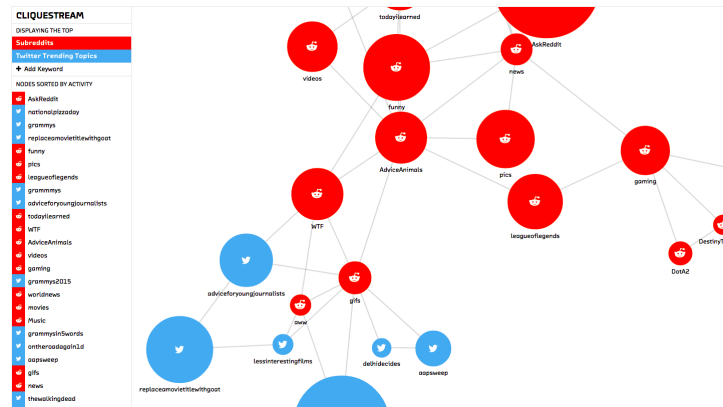 CLIQUESTREAM
DISPLAYING THE TOP
Subreddits
Twitter Trending Topics
+ Add Keyword
NODES SORTED BY ACTIVITY
AskReddit
nationalpizzaday
grammys
replaceamovietitlewithgoat
funny
pics
leagueoflegends
grammmys
adviceforyoungjournalists
todayilearned
WTF
AdviceAnimals
videos
gaming
grammys2015
worldnews
movies
Music
grammysin5words
ontheroadagain1d
aapsweep
gifs
news
thewalkingdead
todayilearned
AskReddit
videos
news
funny
AdviceAnimals
pics
gaming
WTF
leagueoflegends
DestinyT
DotA2
adviceforyoungjournalists
gifs
aww
lessinterestingfilms
delhidecides
aapsweep
replaceamovietitlewithgoat